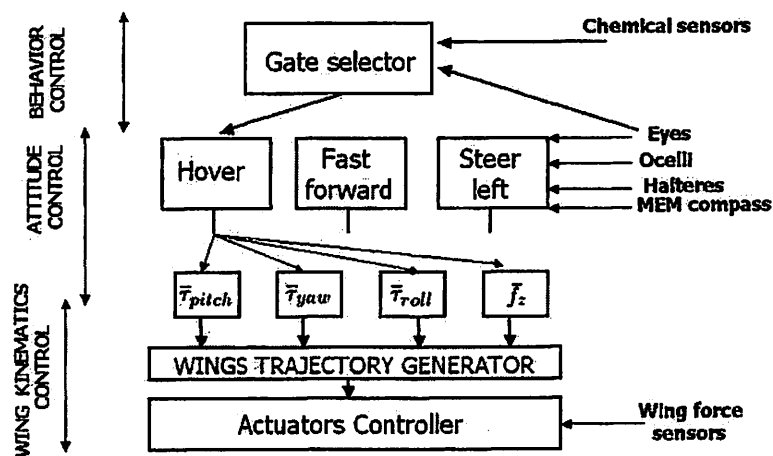 BEHAVIOR
CONTROL
Gate selector
Chemical sensors
ATTITUDE
CONTROL
Hover
Fast
forward
Steer
left
Eyes
Ocelli
Halteres
MEM compass
τ̅pitch
τ̅yaw
τ̅roll
f̅z
WING KINEMATICS
CONTROL
WINGS TRAJECTORY GENERATOR
Actuators Controller
Wing force
sensors